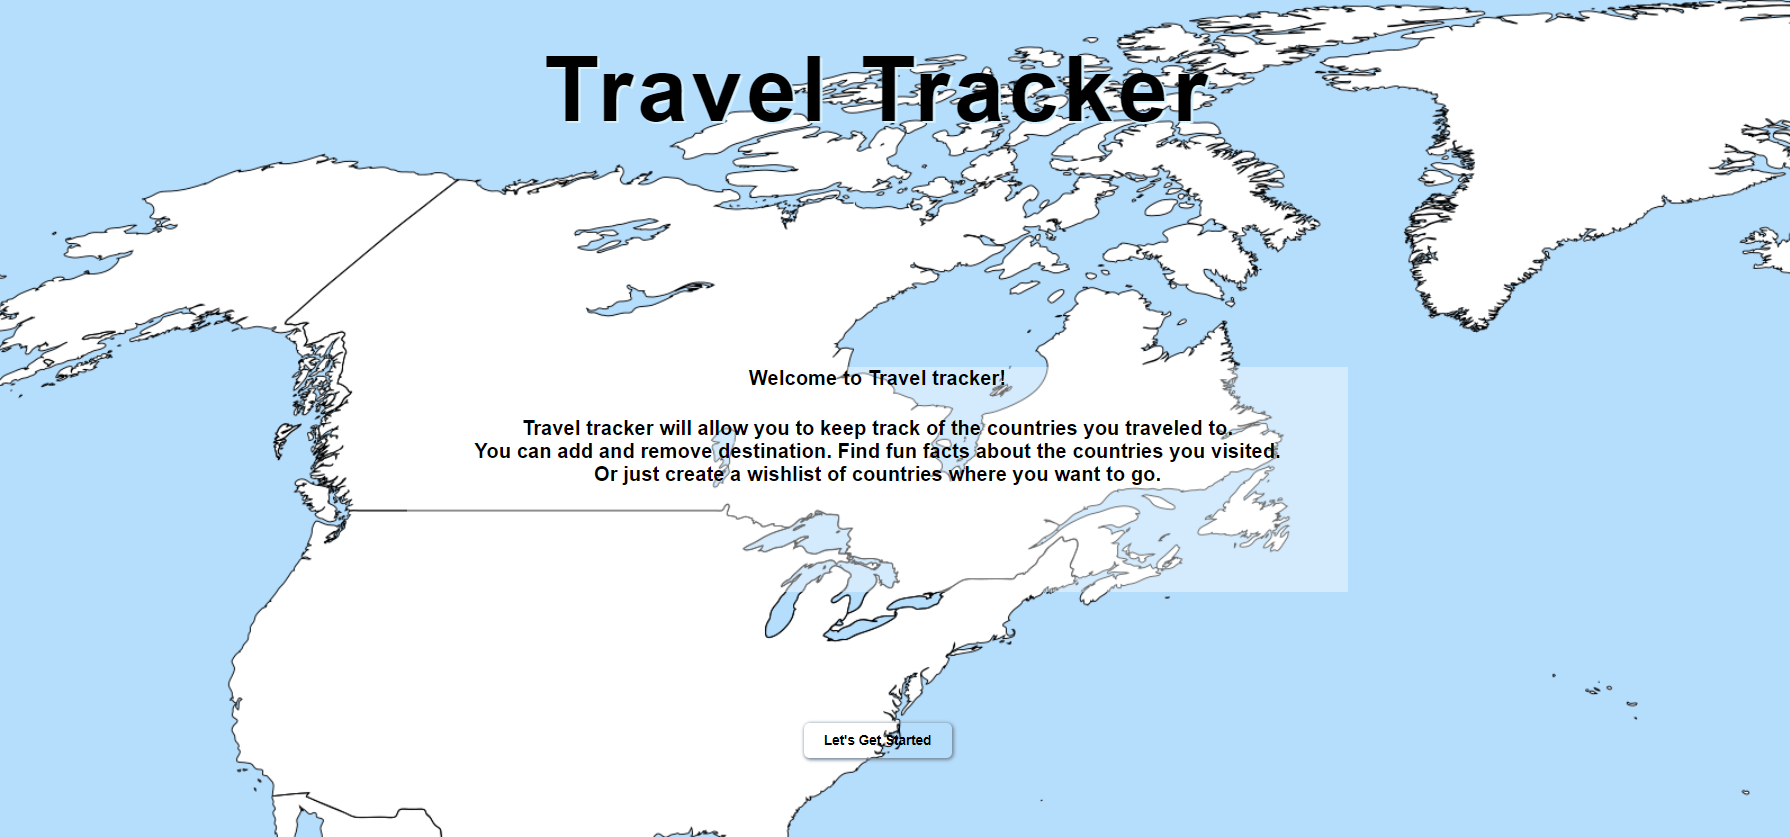 Travel Tracker
Welcome to Travel tracker!
Travel tracker will allow you to keep track of the countries you traveled to.
You can add and remove destination. Find fun facts about the countries you visited.
Or just create a wishlist of countries where you want to go.
Let's Get Started